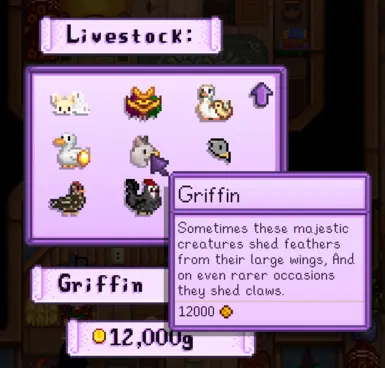 Livestock:
Griffin
Sometimes these majestic
creatures shed feathers
from their large wings, And
on even rarer occasions
they shed claws.
12000
Griffin
12,000g